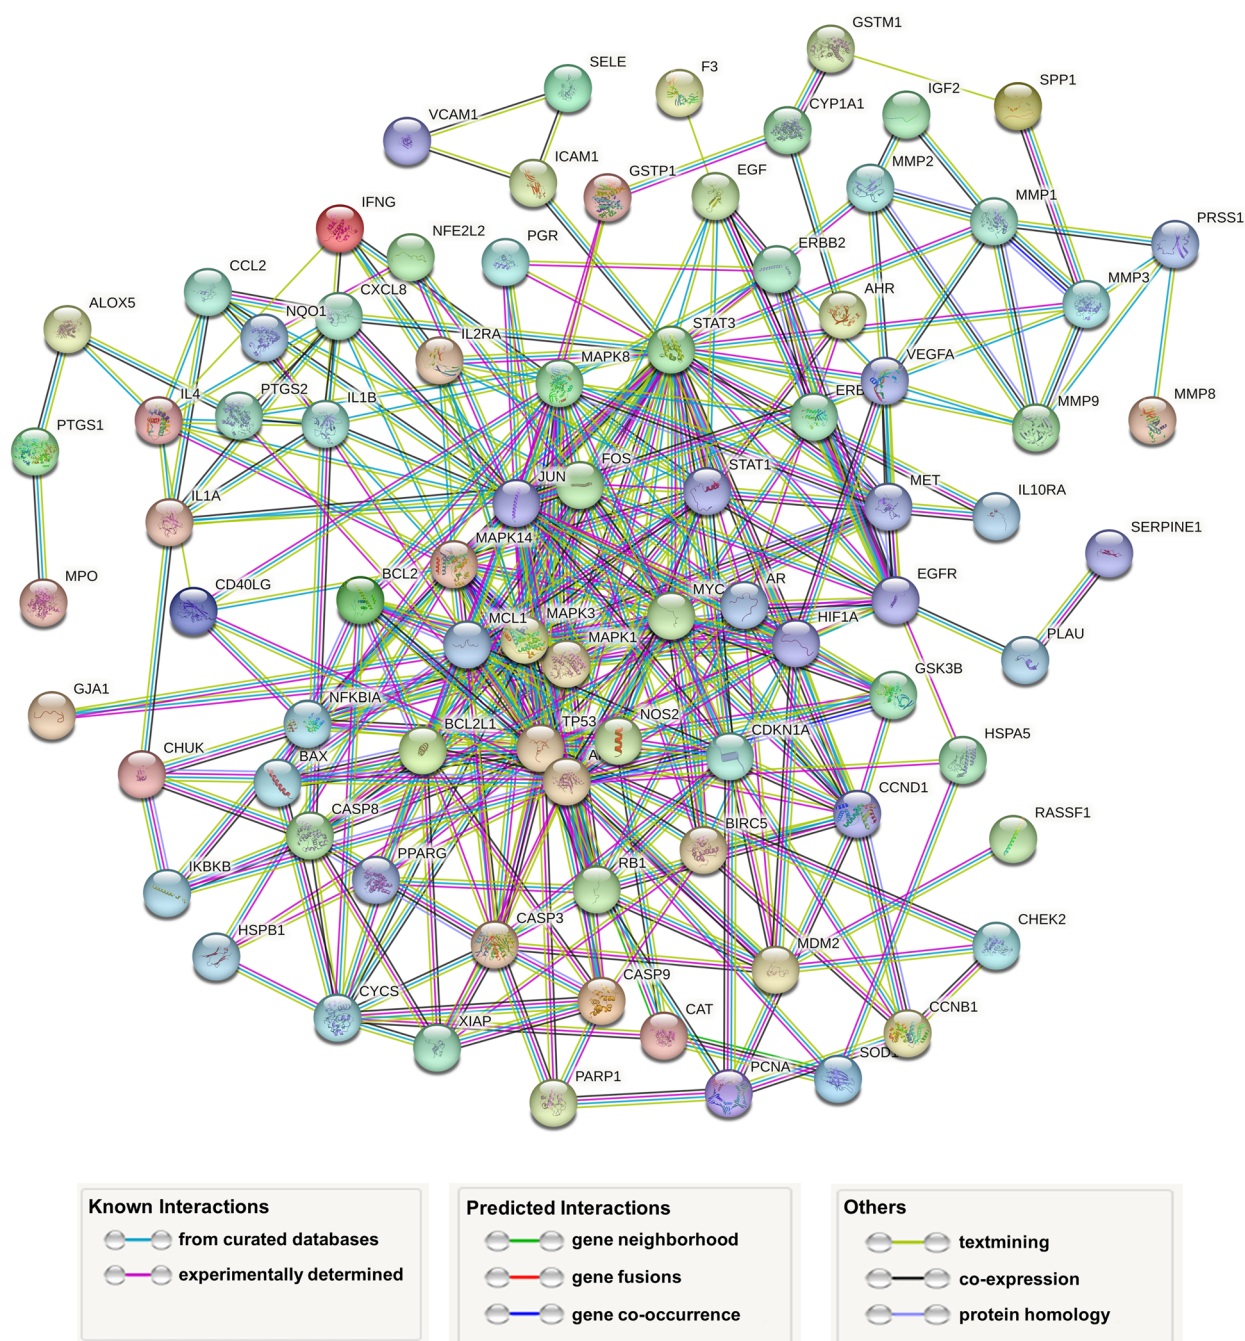 GSTM1
SELE
F3
SPP1
IGF2
CYP1A1
VCAM1
ICAM1
MMP2
GSTP1
EGF
MMP1
IFNG
PRSS1
NFE2L2
PGR
ERBB2
CCL2
MMP3
CXCL8
AHR
ALOX5
NQO1
STAT3
IL2RA
MAPK8
VEGFA
PTGS2
IL4
IL1B
ERB
MMP8
MMP9
PTGS1
FOS
STAT1
JUN
MET
IL10RA
IL1A
SERPINE1
MAPK14
MPO
CD40LG
BCL2
AR
EGFR
MYC
MCL1
MAPK3
HIF1A
MAPK1
PLAU
GSK3B
GJA1
NFKBIA
NOS2
BCL2L1
TP53
CDKN1A
CHUK
BAX
A
HSPA5
CCND1
CASP8
RASSF1
BIRC5
PPARG
RB1
IKBKB
CASP3
CHEK2
HSPB1
MDM2
CASP9
CYCS
CCNB1
XIAP
CAT
SOD1
PARP1
PCNA
Known Interactions
from curated databases
experimentally determined
Predicted Interactions
gene neighborhood
gene fusions
gene co-occurrence
Others
textmining
co-expression
protein homology